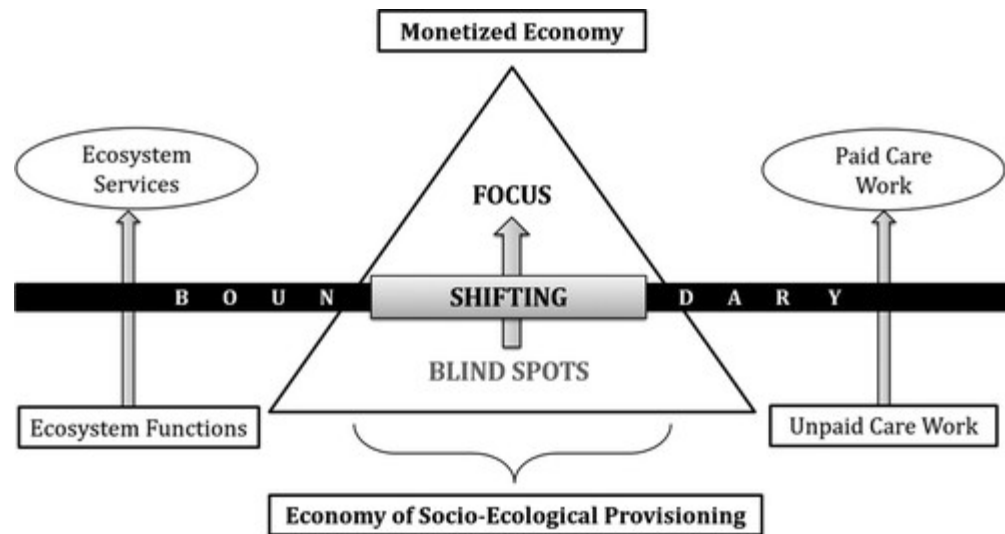 Monetized Economy
Ecosystem
Services
Paid Care
Work
FOCUS
B O U N
SHIFTING
D A R Y
BLIND SPOTS
Ecosystem Functions
Unpaid Care Work
Economy of Socio-Ecological Provisioning